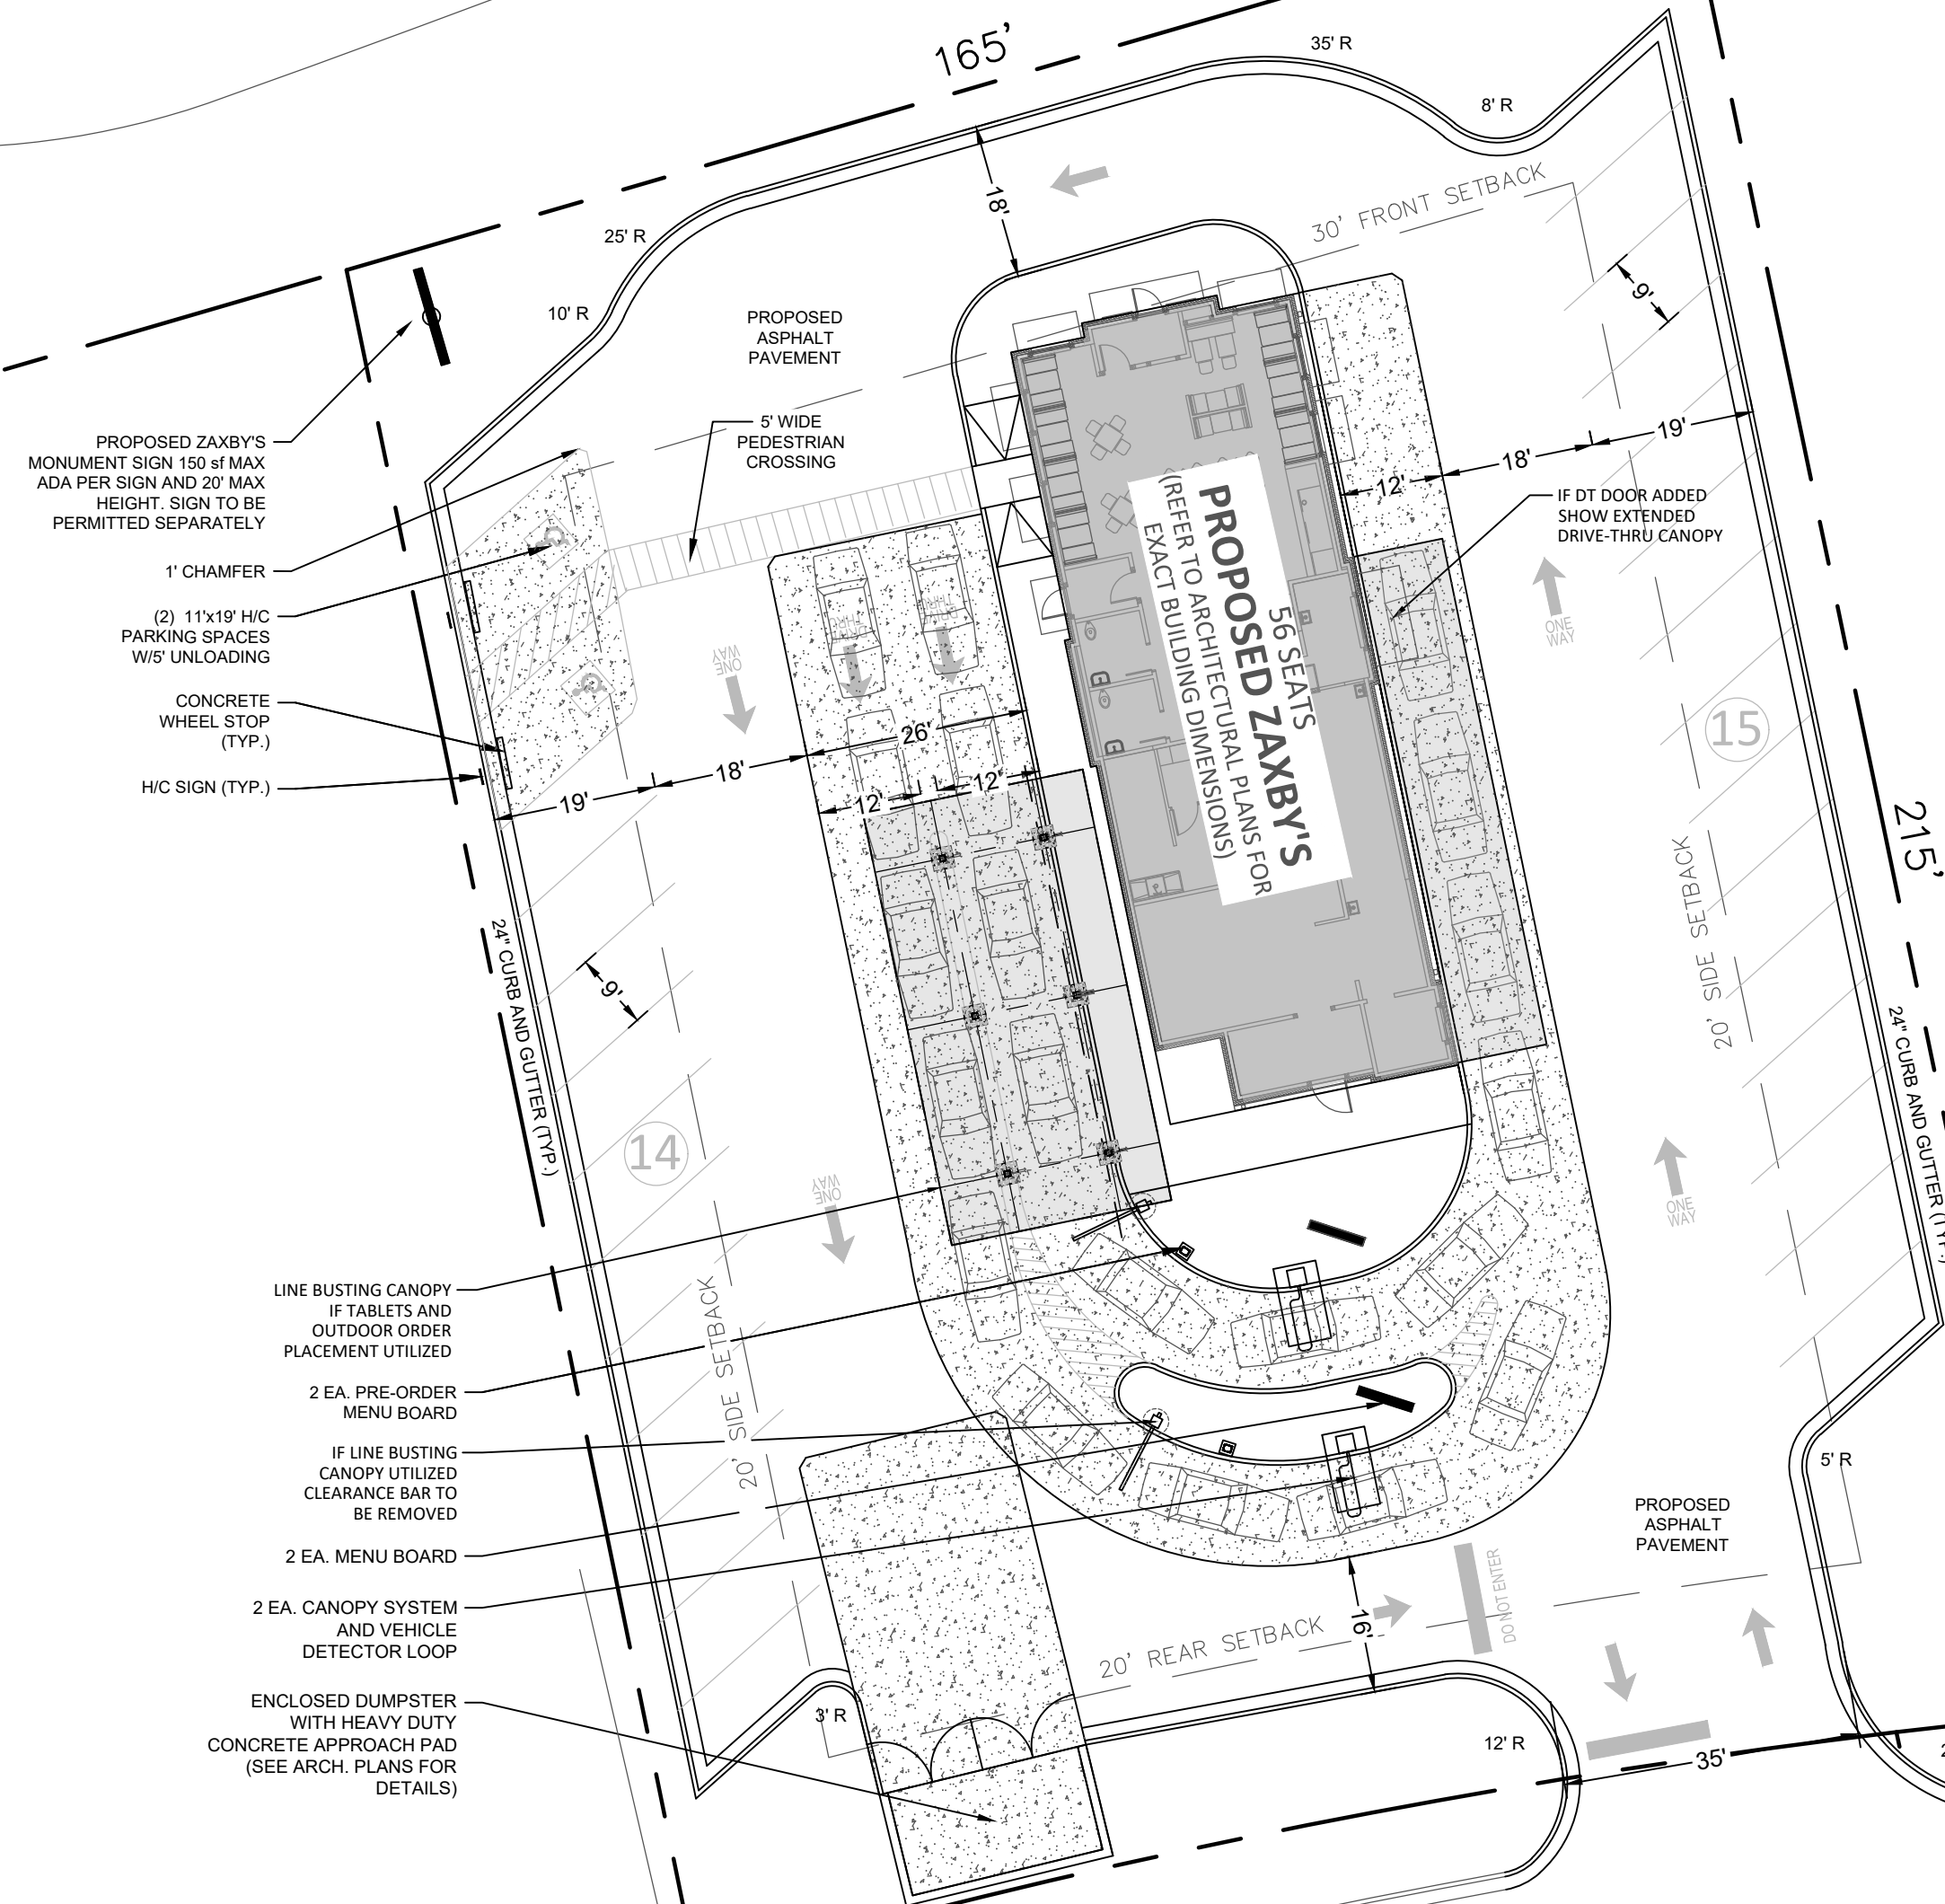 165'
35' R
8' R
18'
30' FRONT SETBACK
25' R
10' R
9'
PROPOSED
ASPHALT
PAVEMENT
5' WIDE
PEDESTRIAN
CROSSING
19'
18'
12'
PROPOSED ZAXBY'S
MONUMENT SIGN 150 sf MAX
ADA PER SIGN AND 20' MAX
HEIGHT. SIGN TO BE
PERMITTED SEPARATELY
IF DT DOOR ADDED
SHOW EXTENDED
DRIVE-THRU CANOPY
1' CHAMFER
(2) 11'x19' H/C
PARKING SPACES
W/5' UNLOADING
CONCRETE
WHEEL STOP
(TYP.)
H/C SIGN (TYP.)
DRIVE
THRU
DRIVE
THRU
ONE
WAY
ONE
WAY
56 SEATS
PROPOSED ZAXBY'S
(REFER TO ARCHITECTURAL PLANS FOR
EXACT BUILDING DIMENSIONS)
26'
18'
19'
12'
12'
15
215'
20' SIDE SETBACK
24" CURB AND GUTTER (TYP.)
9'
24" CURB AND GUTTER (TYP.)
14
ONE
WAY
ONE
WAY
LINE BUSTING CANOPY
IF TABLETS AND
OUTDOOR ORDER
PLACEMENT UTILIZED
20' SIDE SETBACK
2 EA. PRE-ORDER
MENU BOARD
IF LINE BUSTING
CANOPY UTILIZED
CLEARANCE BAR TO
BE REMOVED
5' R
PROPOSED
ASPHALT
PAVEMENT
2 EA. MENU BOARD
2 EA. CANOPY SYSTEM
AND VEHICLE
DETECTOR LOOP
DO NOT ENTER
16'
20' REAR SETBACK
ENCLOSED DUMPSTER
WITH HEAVY DUTY
CONCRETE APPROACH PAD
(SEE ARCH. PLANS FOR
DETAILS)
3' R
12' R
35'
2